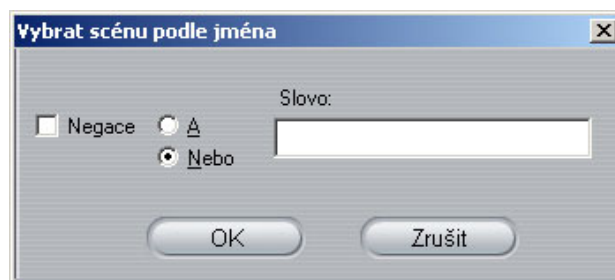 Vybrat scénu podle jména
Slovo:
Negace
A
Nebo
OK
Zrušit